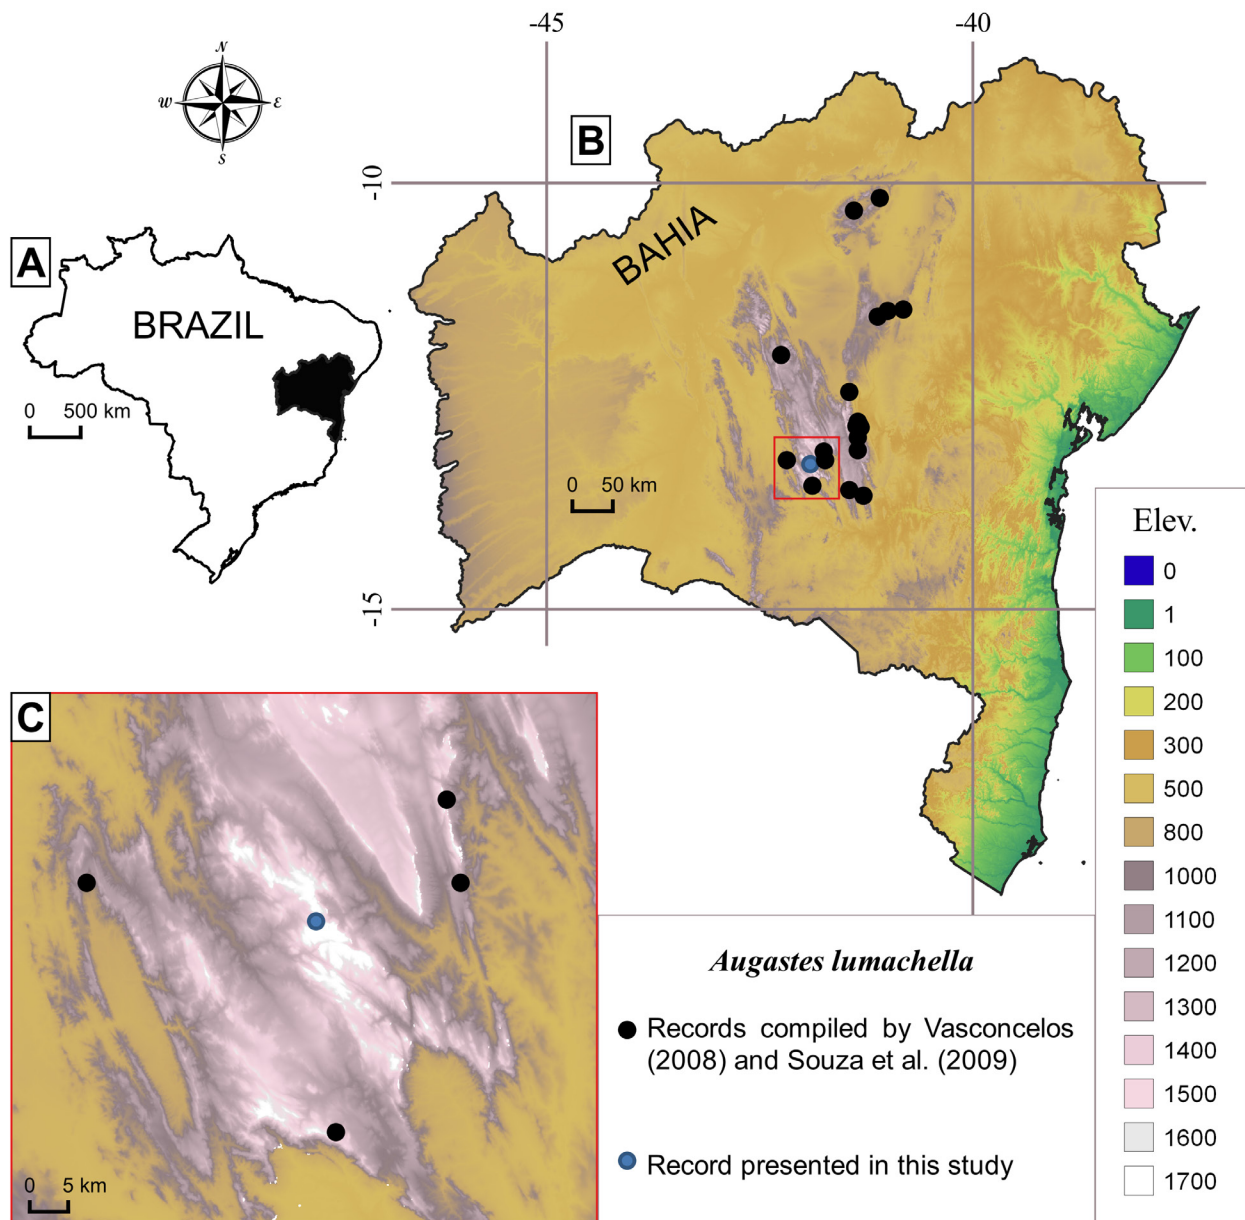 -45
-40
N
W
E
S
B
-10
BAHIA
A
BRAZIL
0 500 km
0 50 km
-15
Elev.
0
1
100
200
300
500
800
1000
1100
1200
1300
1400
1500
1600
1700
C
0 5 km
Augastes lumachella
Records compiled by Vasconcelos
(2008) and Souza et al. (2009)
Record presented in this study